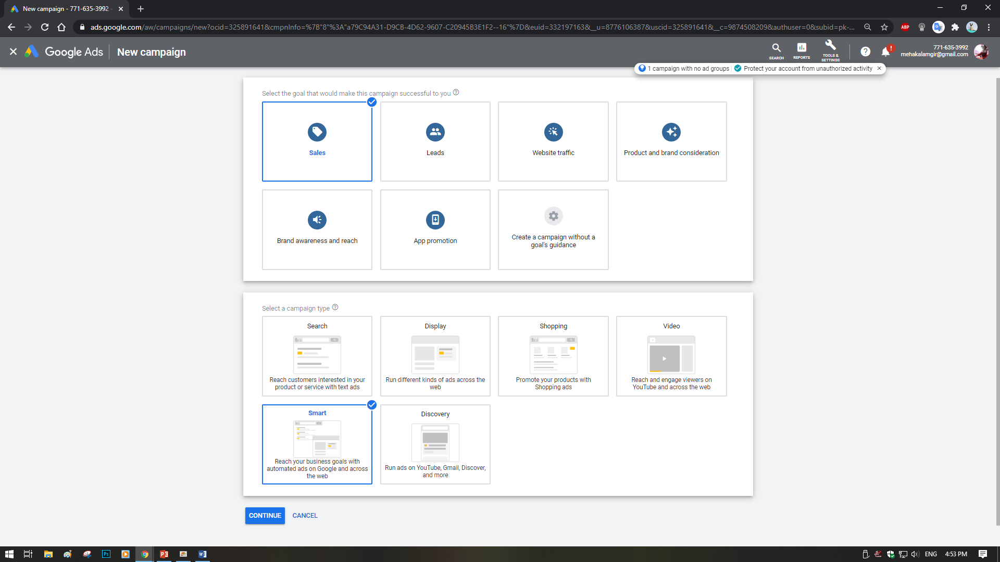 New campaign - 771-635-3992 -
ads.google.com/aw/campaigns/new?ocid=325891641&cmpnInfo=%7B"8"%3A"a79C94A31-D9CB-4D62-9607-C20945B3E1F2--16"%7D&euid=332197163&__u=8776106387&uscid=325891641&__c=9874508209&authuser=0&subid=pk-...
ABP
Google Ads
New campaign
SEARCH
REPORTS
TOOLS &
SETTINGS
771-635-3992
mehakalamgir@gmail.com
1 campaign with no ad groups
Protect your account from unauthorized activity
Select the goal that would make this campaign successful to you
Sales
Leads
Website traffic
Product and brand consideration
Brand awareness and reach
App promotion
Create a campaign without a
goal's guidance
Select a campaign type
Search
Reach customers interested in your
product or service with text ads
Display
Run different kinds of ads across the
web
Shopping
Promote your products with
Shopping ads
Video
Reach and engage viewers on
YouTube and across the web
Smart
Reach your business goals with
automated ads on Google and across
the web
Discovery
Run ads on YouTube, Gmail, Discover,
and more
CONTINUE
CANCEL
Ps
ENG
4:53 PM